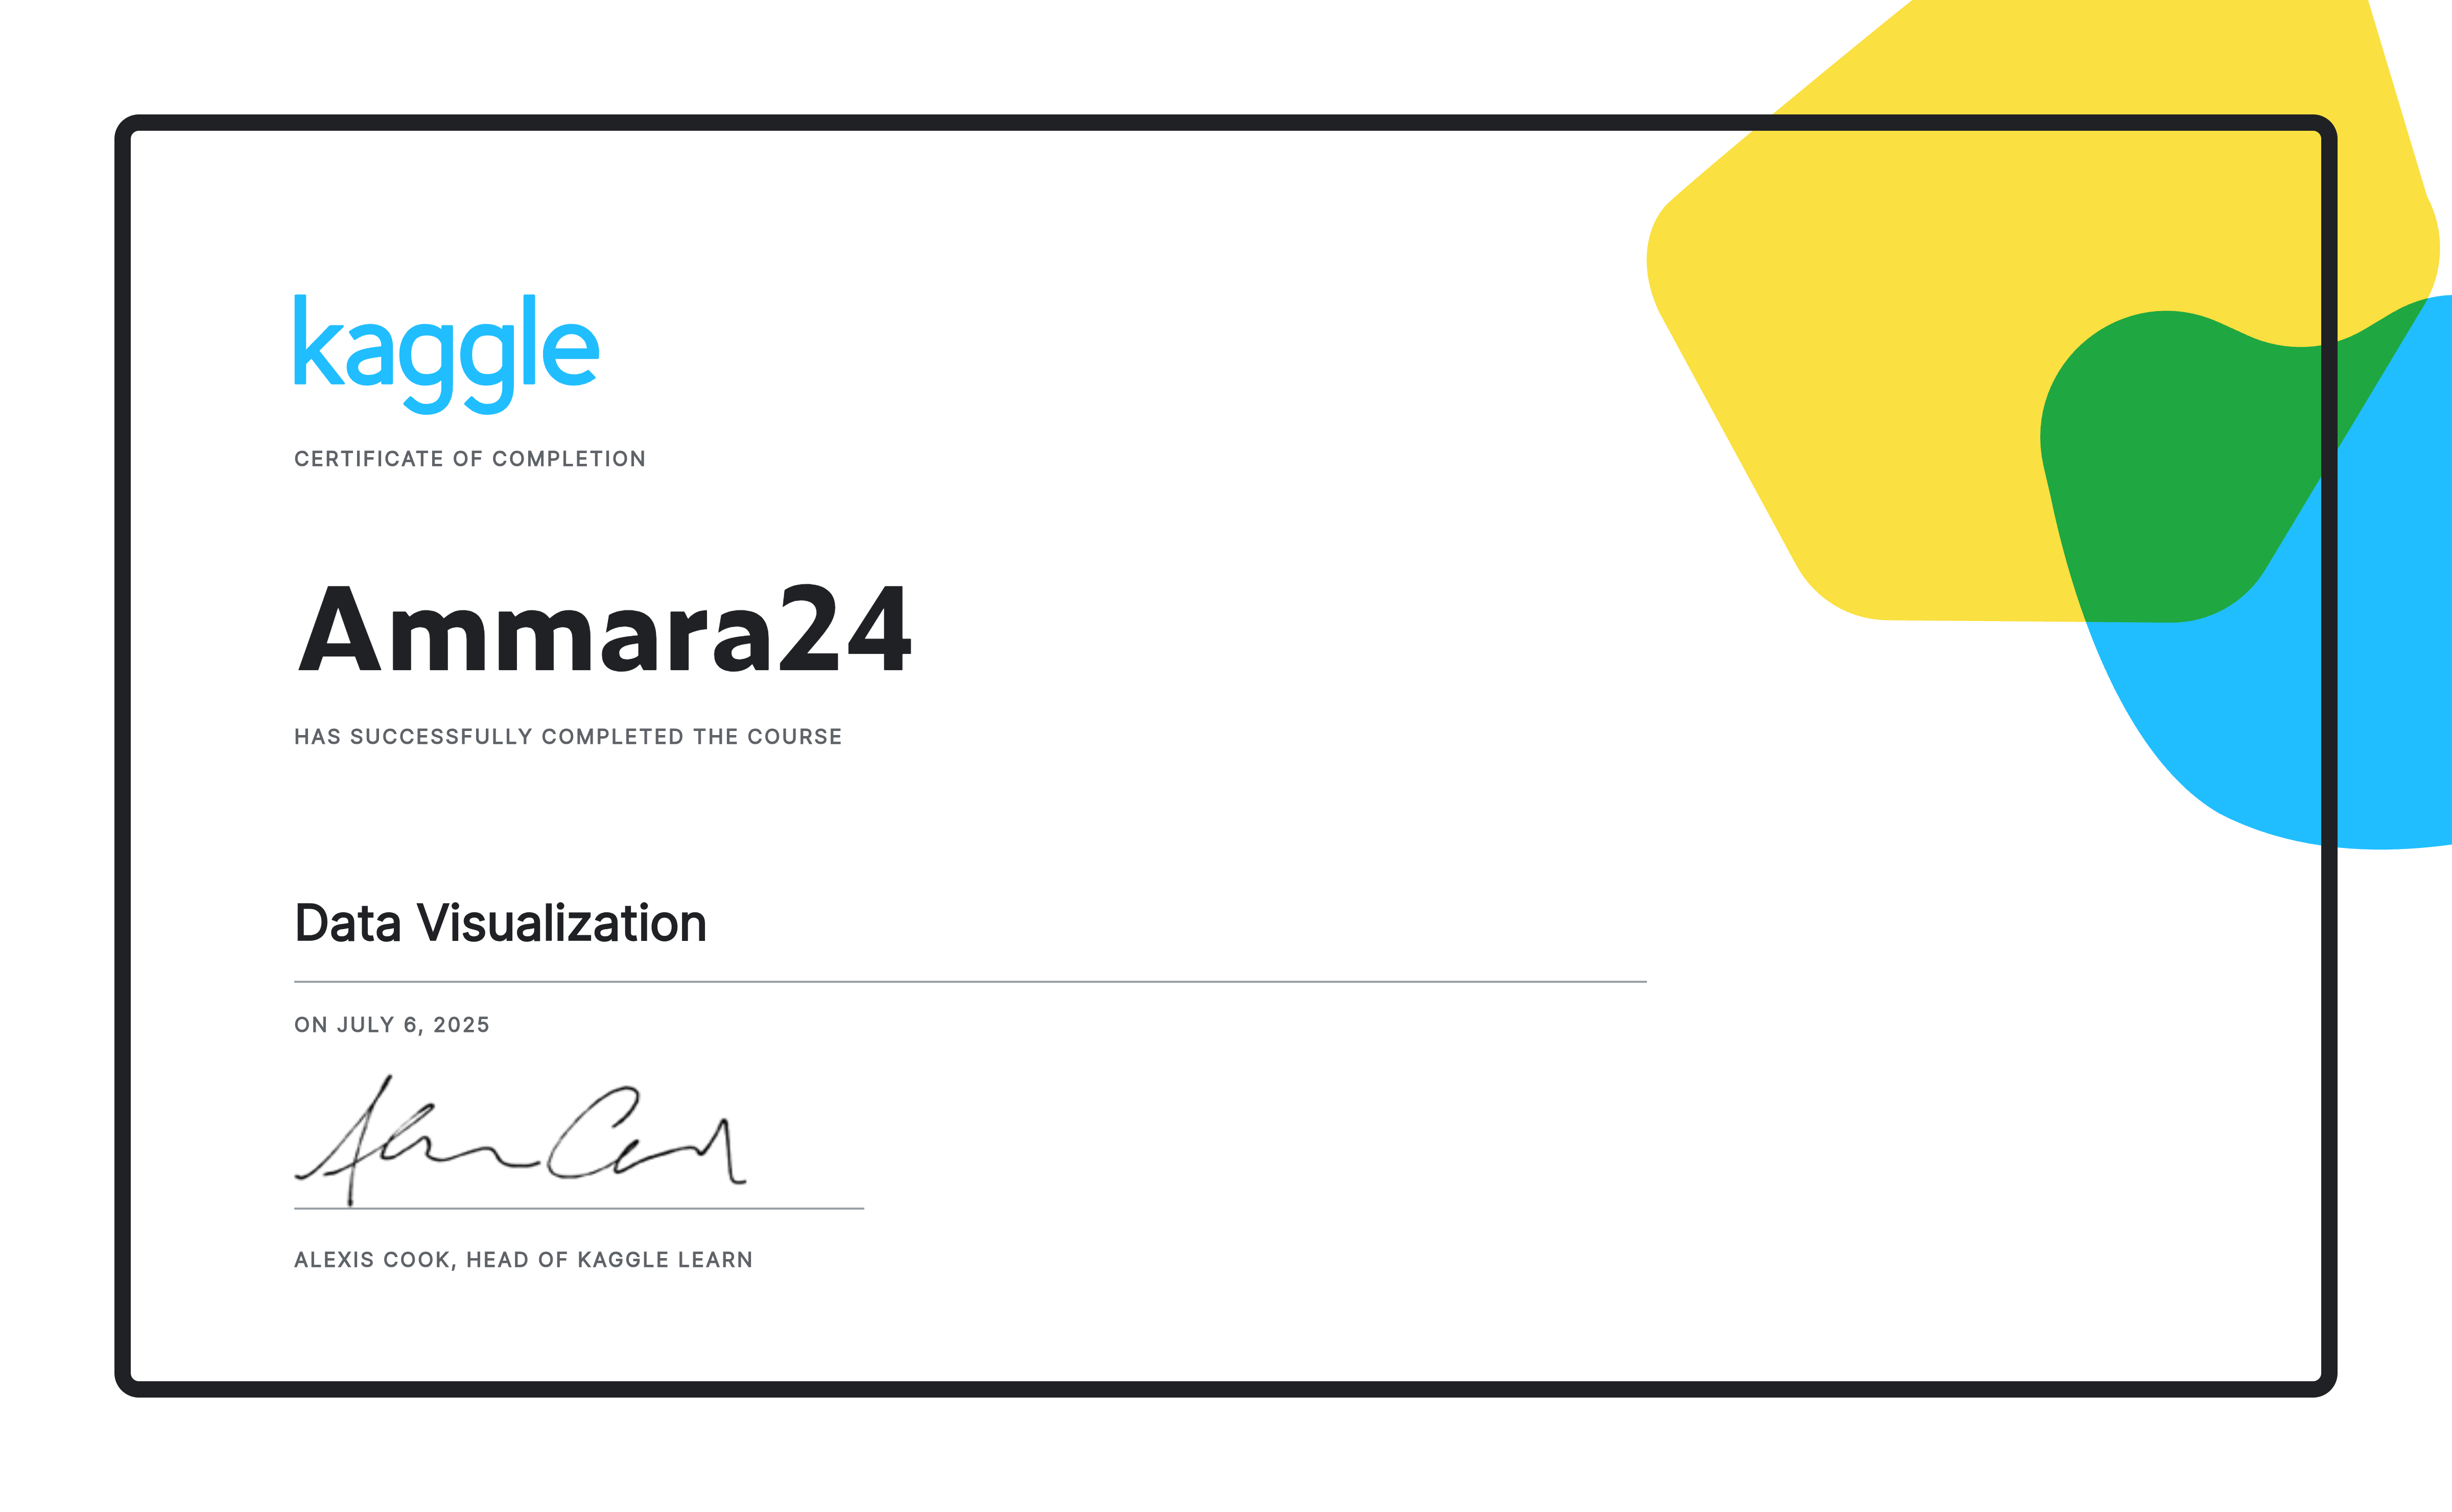 kaggle
CERTIFICATE OF COMPLETION
Ammara24
HAS SUCCESSFULLY COMPLETED THE COURSE
Data Visualization
ON JULY 6, 2025
ALEXIS COOK, HEAD OF KAGGLE LEARN